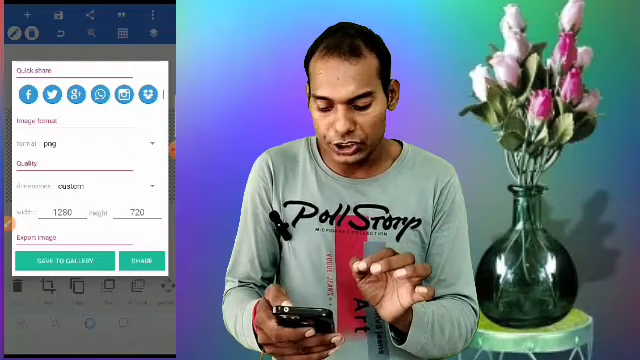 Quick share
Image format
format: png
Quality
dimensions: custom
width: 1280 height: 720
Export image
SAVE TO GALLERY SHARE
PollStorp
Art
jeans